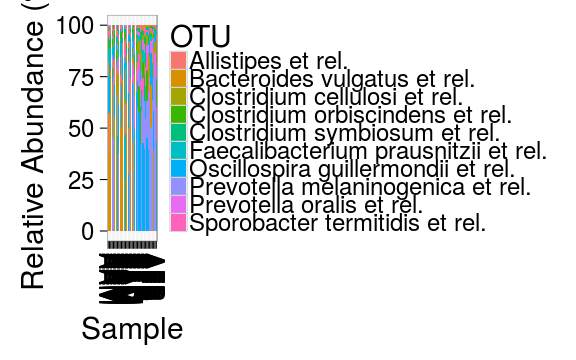 Relative Abundance (
100
75
50
25
0
Sample
OTU
Allistipes et rel.
Bacteroides vulgatus et rel.
Clostridium cellulosi et rel.
Clostridium orbiscindens et rel.
Clostridium symbiosum et rel.
Faecalibacterium prausnitzii et rel.
Oscillospira guillermondii et rel.
Prevotella melaninogenica et rel.
Prevotella oralis et rel.
Sporobacter termitidis et rel.